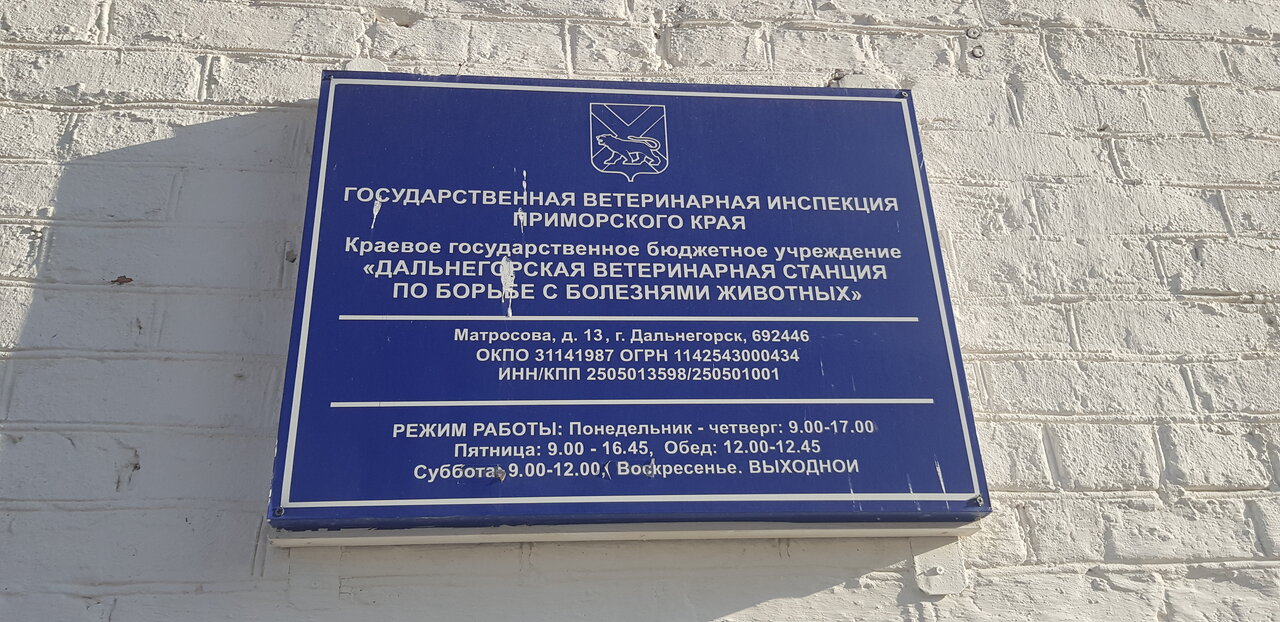 ГОСУДАРСТВЕННАЯ ВЕТЕРИНАРНАЯ ИНСПЕКЦИЯ
ПРИМОРСКОГО КРАЯ
Краевое государственное бюджетное учреждение
«ДАЛЬНЕГОРСКАЯ ВЕТЕРИНАРНАЯ СТАНЦИЯ
ПО БОРЬБЕ С БОЛЕЗНЯМИ ЖИВОТНЫХ»
Матросова, д. 13, г. Дальнегорск, 692446
ОКПО 31141987 ОГРН 1142543000434
ИНН/КПП 2505013598/250501001
РЕЖИМ РАБОТЫ: Понедельник - четверг: 9.00-17.00
Пятница: 9.00 - 16.45, Обед: 12.00-12.45
Суббота: 9.00-12.00, Воскресенье. ВЫХОДНОЙ